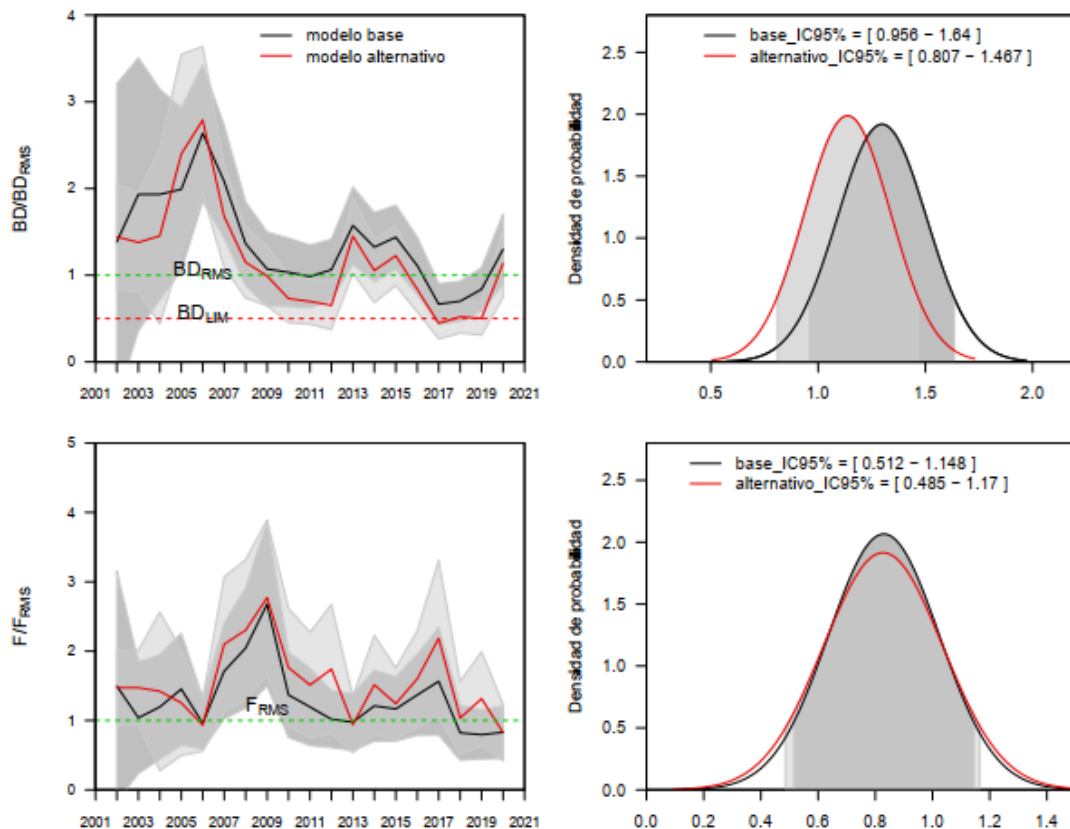 4
3
2
1
0
BD/BD_RMS
modelo base
modelo alternativo
BD_RMS
BD_LIM
2001 2003 2005 2007 2009 2011 2013 2015 2017 2019 2021
2.5
2.0
1.5
1.0
0.5
0.0
Densidad de probabilidad
base_IC95% = [ 0.956 − 1.64 ]
alternativo_IC95% = [ 0.807 − 1.467 ]
0.5 1.0 1.5 2.0
5
4
3
2
1
0
F/F_RMS
F_RMS
2001 2003 2005 2007 2009 2011 2013 2015 2017 2019 2021
2.5
2.0
1.5
1.0
0.5
0.0
Densidad de probabilidad
base_IC95% = [ 0.512 − 1.148 ]
alternativo_IC95% = [ 0.485 − 1.17 ]
0.0 0.2 0.4 0.6 0.8 1.0 1.2 1.4